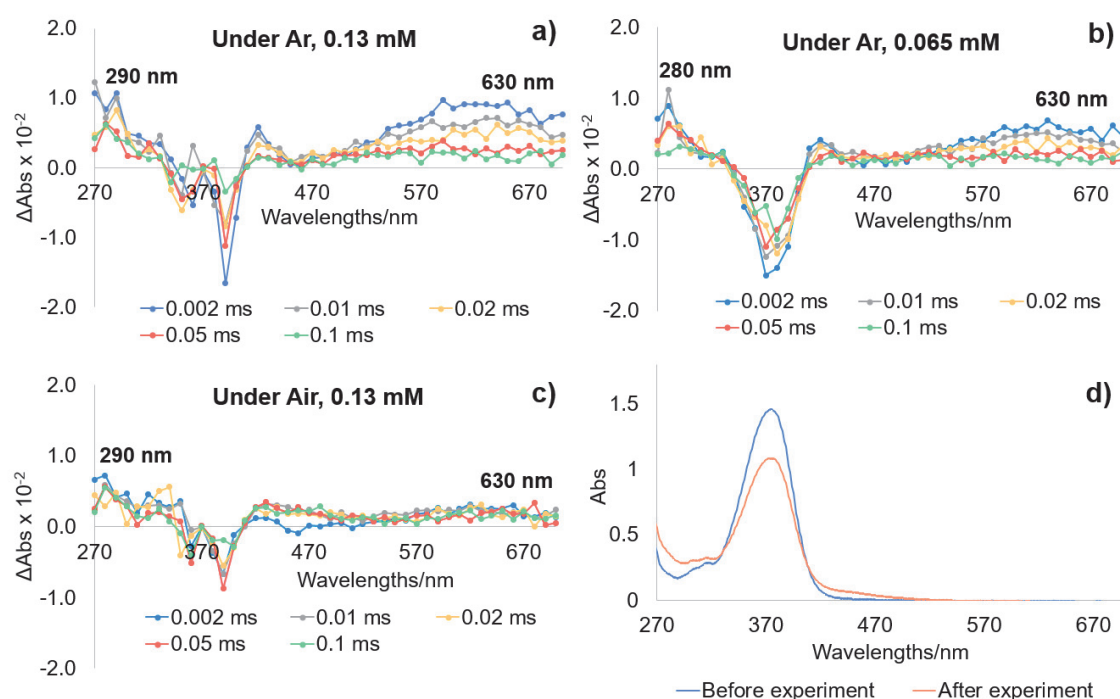 Under Ar, 0.13 mM
a)
2.0
290 nm
630 nm
1.0
0.0
-1.0
-2.0
ΔAbs x 10⁻²
270
370
470
570
670
Wavelengths/nm
0.002 ms
0.01 ms
0.02 ms
0.05 ms
0.1 ms
Under Ar, 0.065 mM
b)
2.0
280 nm
630 nm
1.0
0.0
-1.0
-2.0
ΔAbs x 10⁻²
270
370
470
570
670
Wavelengths/nm
0.002 ms
0.01 ms
0.02 ms
0.05 ms
0.1 ms
Under Air, 0.13 mM
c)
2.0
290 nm
630 nm
1.0
0.0
-1.0
-2.0
ΔAbs x 10⁻²
270
370
470
570
670
Wavelengths/nm
0.002 ms
0.01 ms
0.02 ms
0.05 ms
0.1 ms
d)
1.5
1
0.5
0
Abs
270
370
470
570
670
Wavelengths/nm
Before experiment
After experiment